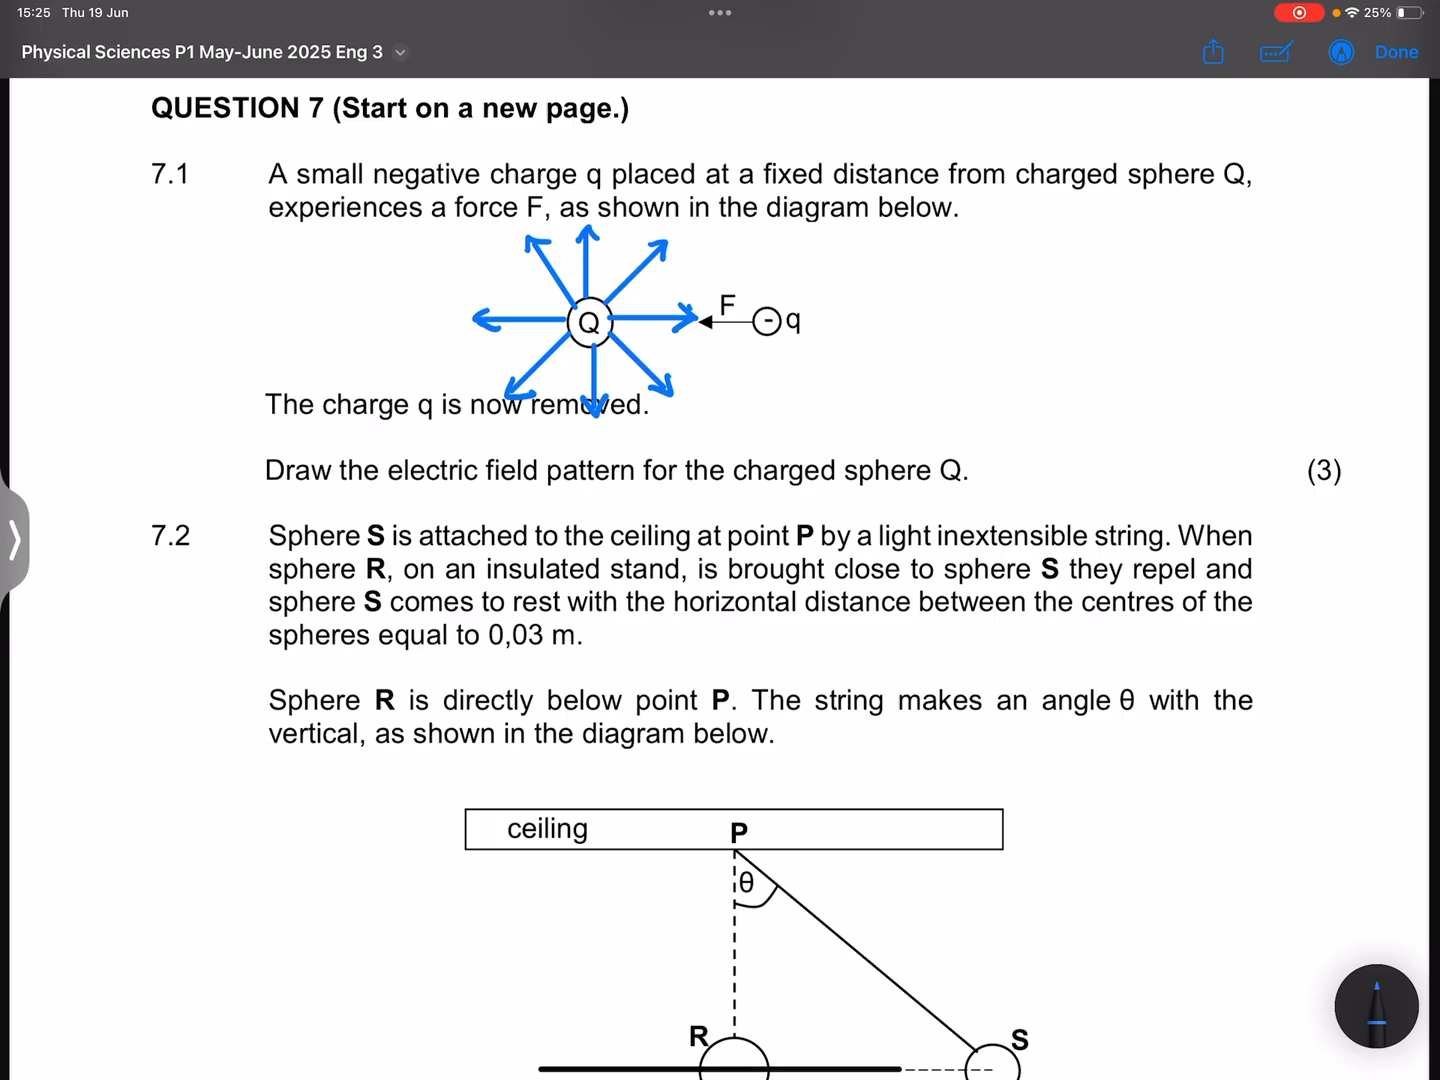 15:25 Thu 19 Jun
25%
Physical Sciences P1 May-June 2025 Eng 3
Done
QUESTION 7 (Start on a new page.)
7.1 A small negative charge q placed at a fixed distance from charged sphere Q,
experiences a force F, as shown in the diagram below.
Q
F
- q
The charge q is now removed.
Draw the electric field pattern for the charged sphere Q. (3)
7.2 Sphere S is attached to the ceiling at point P by a light inextensible string. When
sphere R, on an insulated stand, is brought close to sphere S they repel and
sphere S comes to rest with the horizontal distance between the centres of the
spheres equal to 0,03 m.
Sphere R is directly below point P. The string makes an angle θ with the
vertical, as shown in the diagram below.
ceiling P
θ
R S